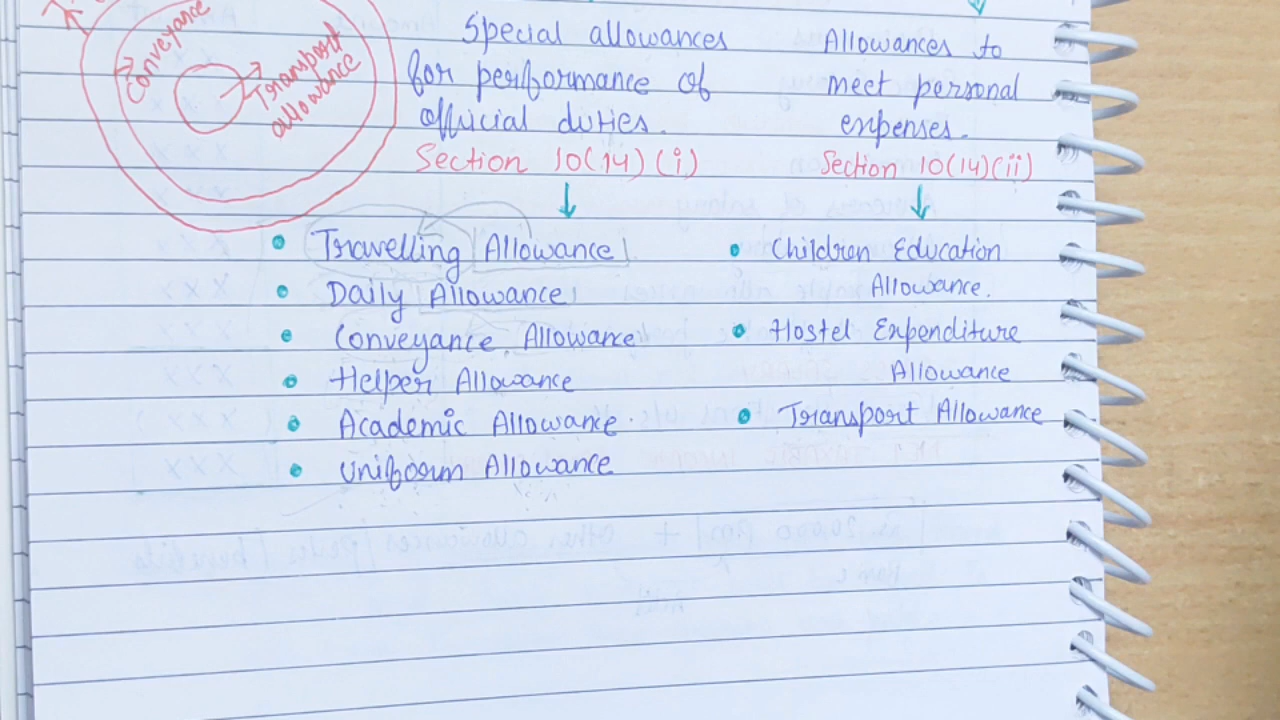 Conveyance
Transport
allowance
Special allowances
for performance of
official duties.
Section 10(14)(i)
• Travelling Allowance
• Daily Allowance
• Conveyance Allowance
• Helper Allowance
• Academic Allowance
• Uniform Allowance
Allowances to
meet personal
expenses.
Section 10(14)(ii)
• Children Education
Allowance.
• Hostel Expenditure
Allowance
• Transport Allowance